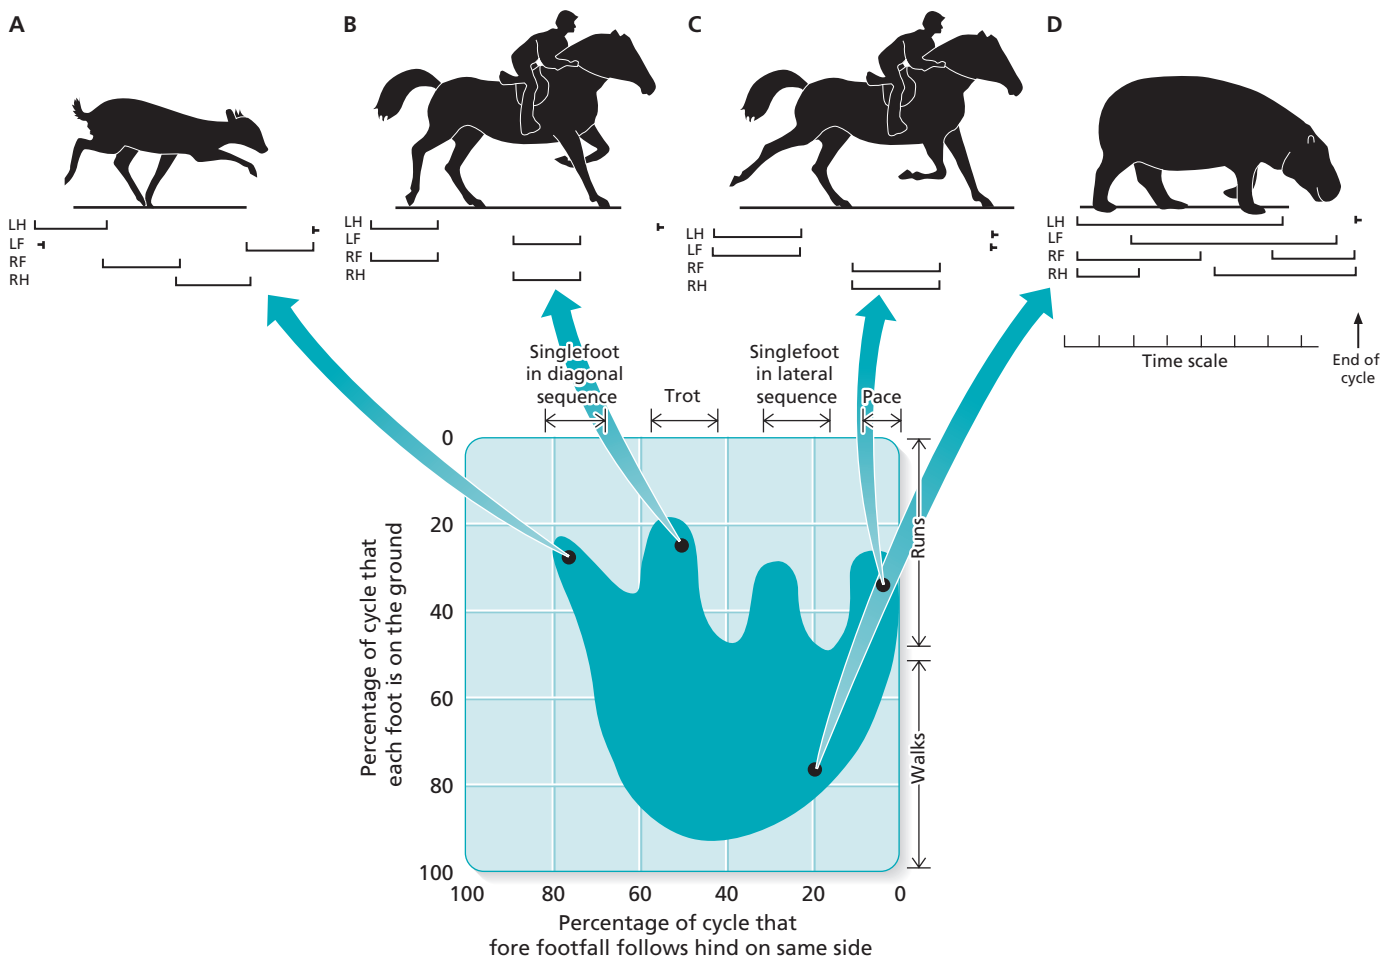 A
B
C
D
LH
LF
RF
RH
LH
LF
RF
RH
LH
LF
RF
RH
LH
LF
RF
RH
Time scale
End of
cycle
Singlefoot
in diagonal
sequence
Trot
Singlefoot
in lateral
sequence
Pace
0
20
40
60
80
100
Percentage of cycle that
each foot is on the ground
Runs
Walks
100
80
60
40
20
0
Percentage of cycle that
fore footfall follows hind on same side